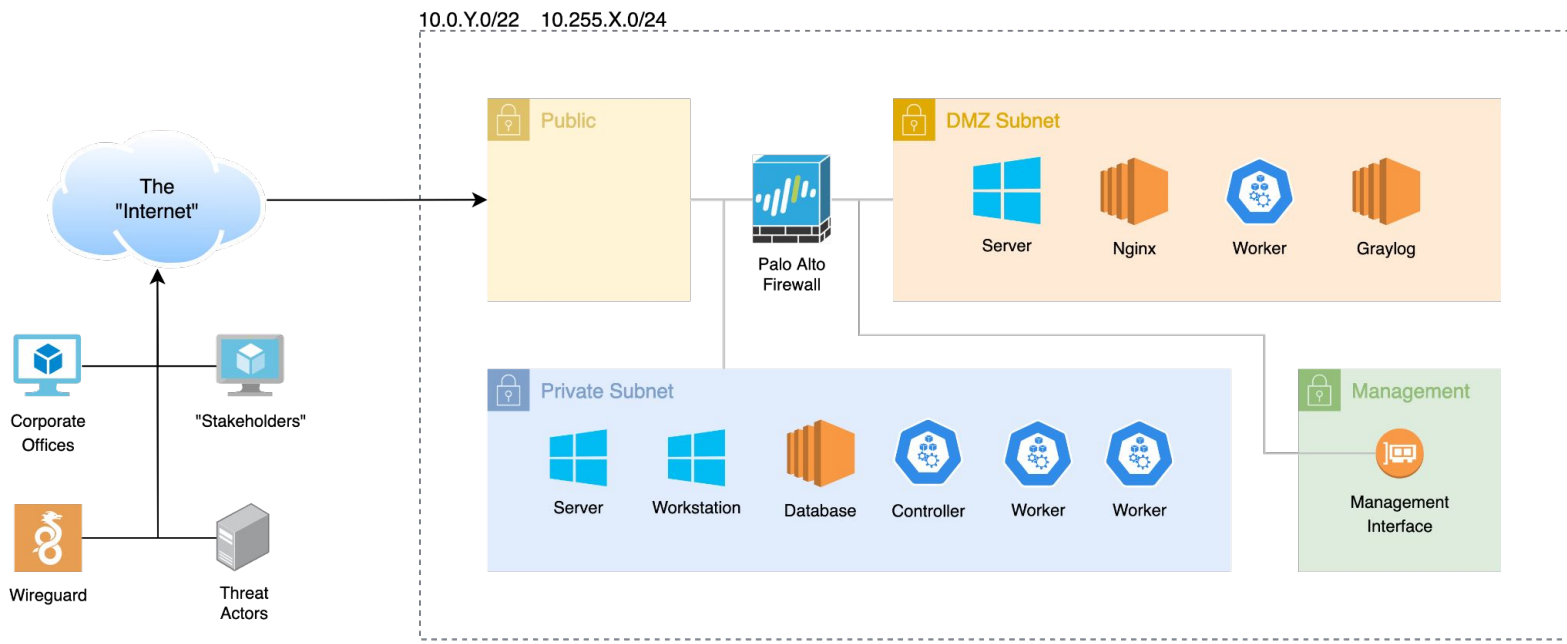 10.0.Y.0/22 10.255.X.0/24
Public
DMZ Subnet
The
"Internet"
Server
Nginx
Worker
Graylog
Palo Alto
Firewall
Corporate
Offices
"Stakeholders"
Private Subnet
Management
Server
Workstation
Database
Controller
Worker
Worker
Management
Interface
Wireguard
Threat
Actors